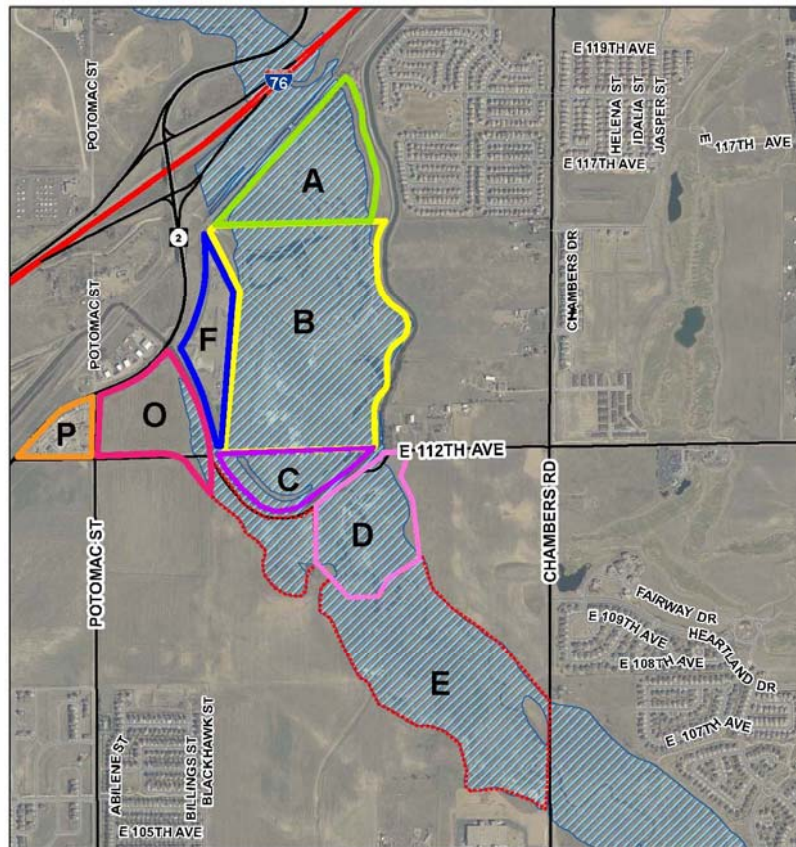 E 119TH AVE
76
POTOMAC ST
HELENA ST
IDALIA ST
JASPER ST
E 117TH AVE
E 117TH AVE
A
2
CHAMBERS DR
POTOMAC ST
B
F
O
P
E 112TH AVE
C
CHAMBERS RD
D
POTOMAC ST
FAIRWAY DR
E 109TH AVE
HEARTLAND DR
E 108TH AVE
E
E 107TH AVE
ABILENE ST
BILLINGS ST
BLACKHAWK ST
E 105TH AVE